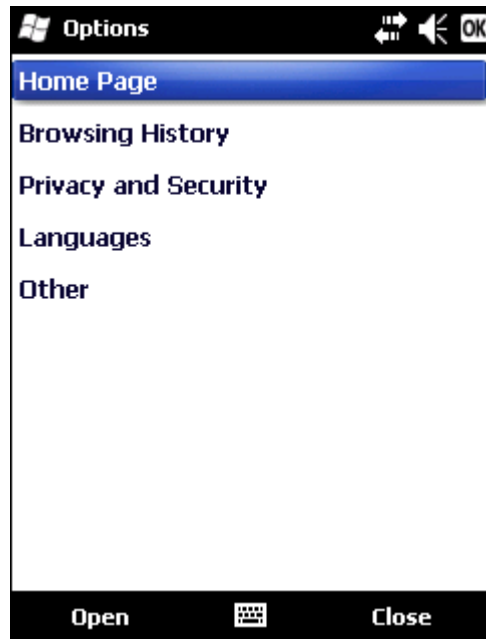 Options OK
Home Page
Browsing History
Privacy and Security
Languages
Other
Open Close